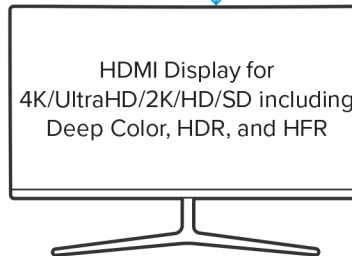 HDMI Display for
4K/UltraHD/2K/HD/SD including
Deep Color, HDR, and HFR